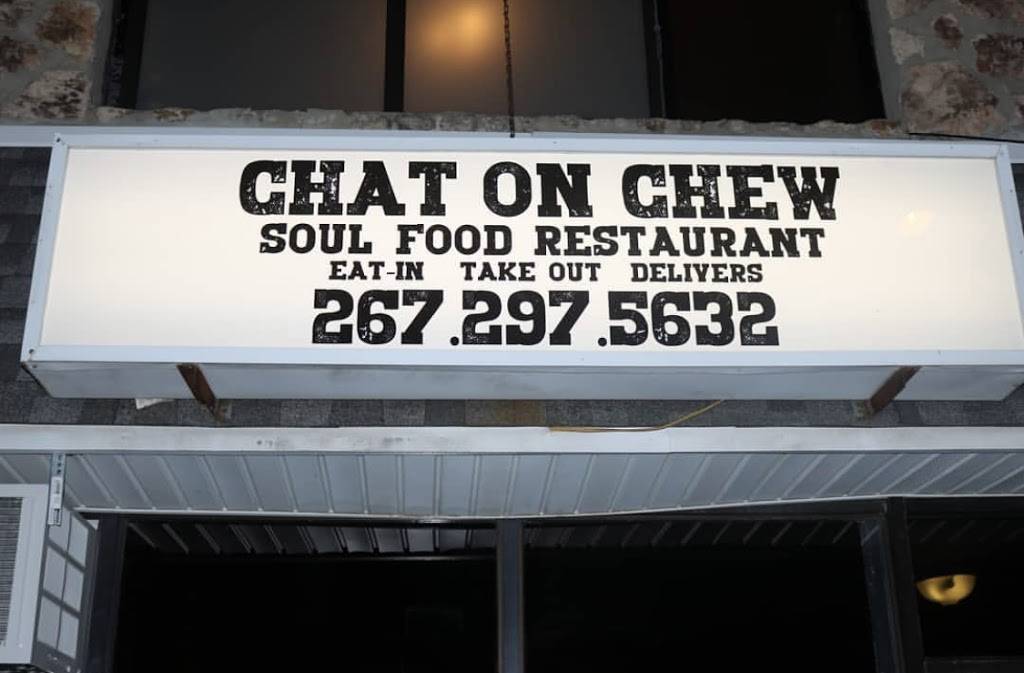 CHAT ON CHEW
SOUL FOOD RESTAURANT
EAT-IN TAKE OUT DELIVERS
267.297.5632